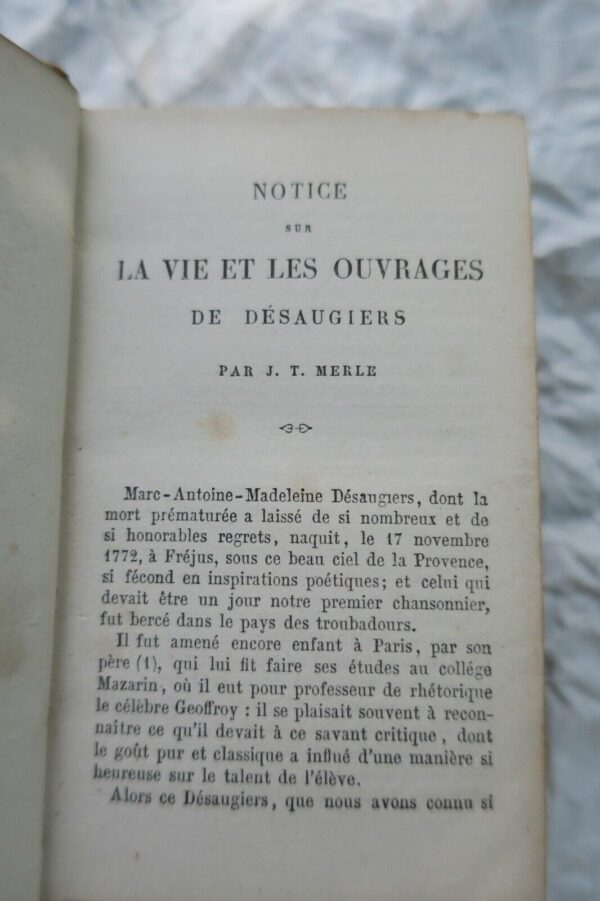 NOTICE
SUR
LA VIE ET LES OUVRAGES
DE DÉSAUGIERS
PAR J. T. MERLE
Marc-Antoine-Madeleine Désaugiers, dont la
mort prématurée a laissé de si nombreux et de
si honorables regrets, naquit, le 17 novembre
1772, à Fréjus, sous ce beau ciel de la Provence,
si fécond en inspirations poétiques; et celui qui
devait être un jour notre premier chansonnier,
fut bercé dans le pays des troubadours.
Il fut amené encore enfant à Paris, par son
père (1), qui lui fit faire ses études au collége
Mazarin, où il eut pour professeur de rhétorique
le célèbre Geoffroy : il se plaisait souvent à recon-
naître ce qu'il devait à ce savant critique, dont
le goût pur et classique a influé d'une manière si
heureuse sur le talent de l'élève.
Alors ce Désaugiers, que nous avons connu si